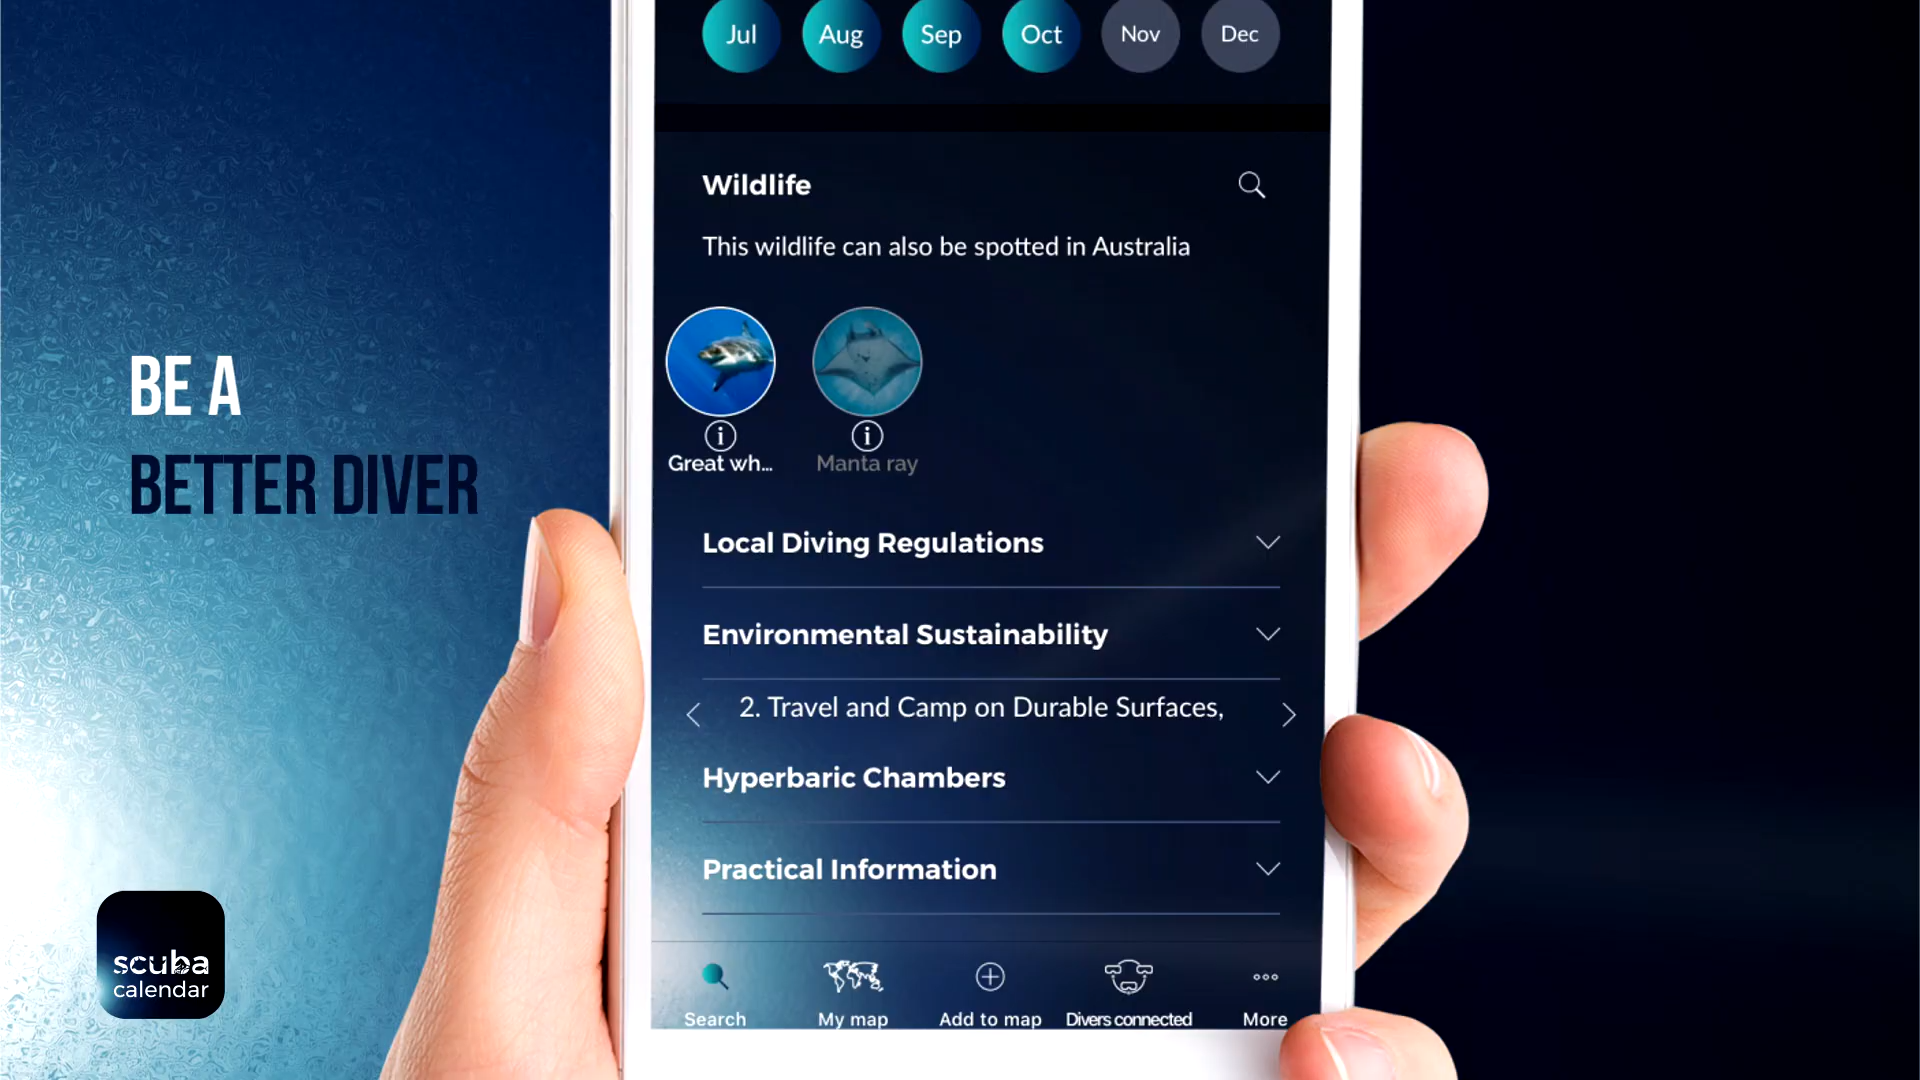 Jul Aug Sep Oct Nov Dec
Wildlife
This wildlife can also be spotted in Australia
i i
Great wh... Manta ray
BE A
BETTER DIVER
Local Diving Regulations
Environmental Sustainability
2. Travel and Camp on Durable Surfaces,
Hyperbaric Chambers
Practical Information
scuba
calendar
Search My map Add to map Divers connected More